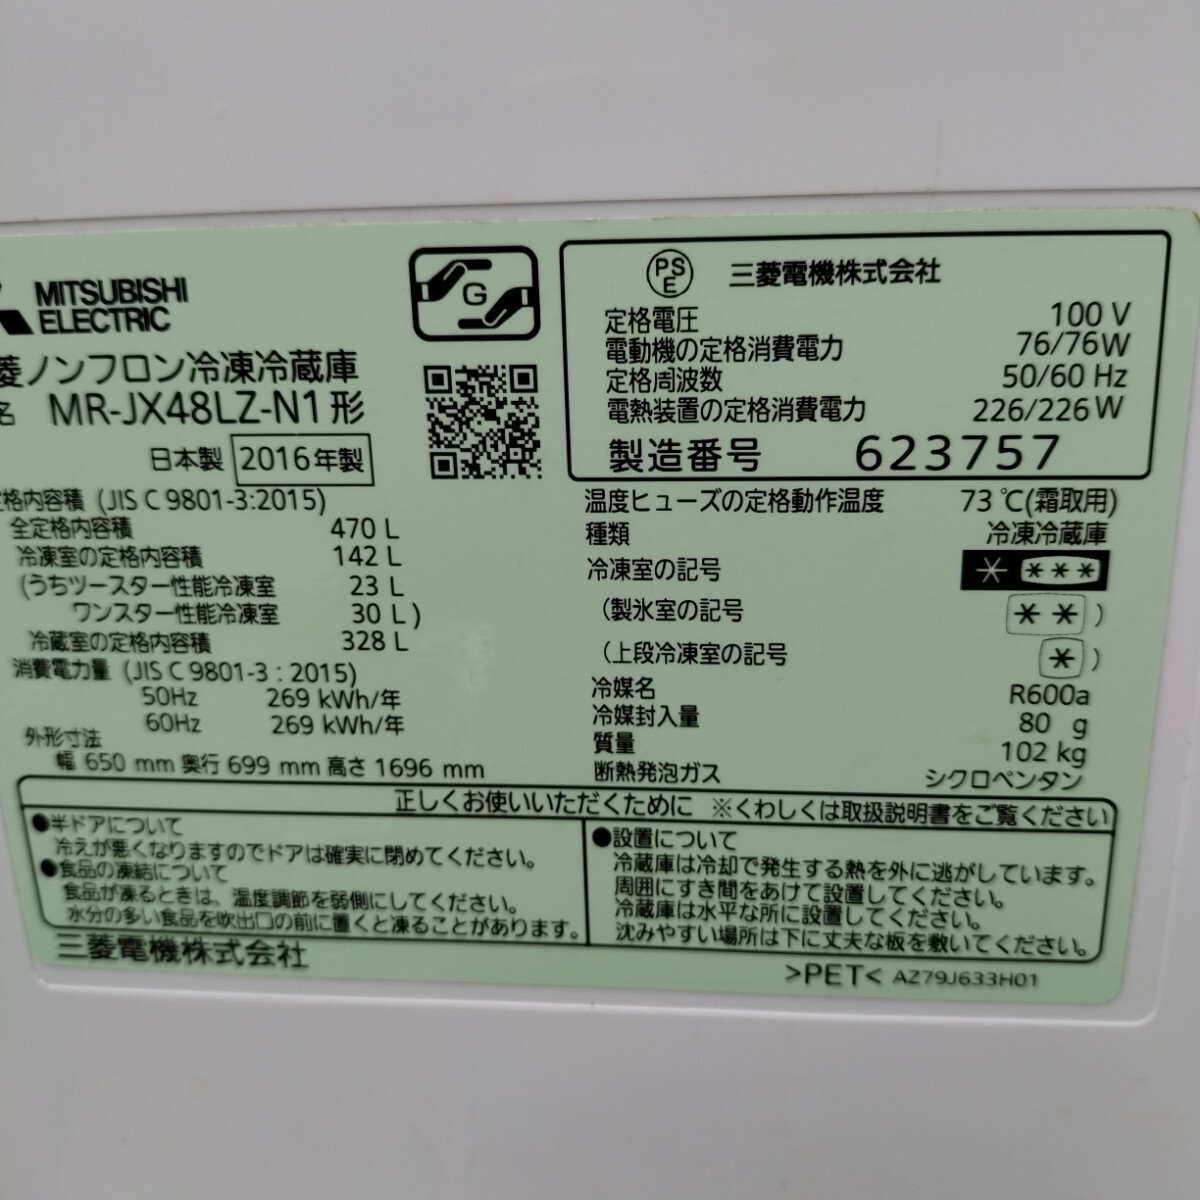 MITSUBISHI
ELECTRIC
G
菱ノンフロン冷凍冷蔵庫
名 MR-JX48LZ-N1形
日本製 2016年製
格内容積 (JIS C 9801-3:2015)
全定格内容積 470 L
冷凍室の定格内容積 142 L
(うちツースター性能冷凍室 23 L
ワンスター性能冷凍室 30 L)
冷蔵室の定格内容積 328 L
消費電力量 (JIS C 9801-3:2015)
50Hz 269 kWh/年
60Hz 269 kWh/年
外形寸法
幅 650 mm 奥行 699 mm 高さ 1696 mm
PSE 三菱電機株式会社
定格電圧 100 V
電動機の定格消費電力 76/76W
定格周波数 50/60 Hz
電熱装置の定格消費電力 226/226W
製造番号 623757
温度ヒューズの定格動作温度 73℃(霜取用)
種類 冷凍冷蔵庫
冷凍室の記号 * ***
(製氷室の記号 **)
(上段冷凍室の記号 *)
冷媒名 R600a
冷媒封入量 80 g
質量 102 kg
断熱発泡ガス シクロペンタン
正しくお使いいただくために ※くわしくは取扱説明書をご覧ください
●半ドアについて
冷えが悪くなりますのでドアは確実に閉めてください。
●食品の凍結について
食品が凍るときは、温度調節を弱側にしてください。
水分の多い食品を吹出口の前に置くと凍ることがあります。
●設置について
冷蔵庫は冷却で発生する熱を外に逃がしています。
周囲にすき間をあけて設置してください。
冷蔵庫は水平な所に設置してください。
沈みやすい場所は下に丈夫な板を敷いてください。
三菱電機株式会社
>PET< AZ79J633H01